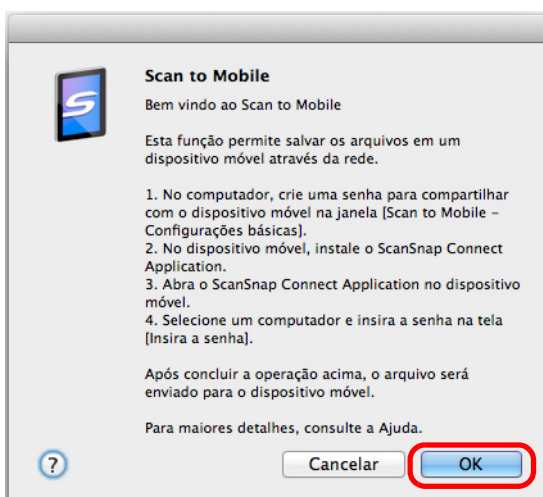 Scan to Mobile
Bem vindo ao Scan to Mobile
Esta função permite salvar os arquivos em um
dispositivo móvel através da rede.
1. No computador, crie uma senha para compartilhar
com o dispositivo móvel na janela [Scan to Mobile –
Configurações básicas].
2. No dispositivo móvel, instale o ScanSnap Connect
Application.
3. Abra o ScanSnap Connect Application no dispositivo
móvel.
4. Selecione um computador e insira a senha na tela
[Insira a senha].
Após concluir a operação acima, o arquivo será
enviado para o dispositivo móvel.
Para maiores detalhes, consulte a Ajuda.
? Cancelar OK